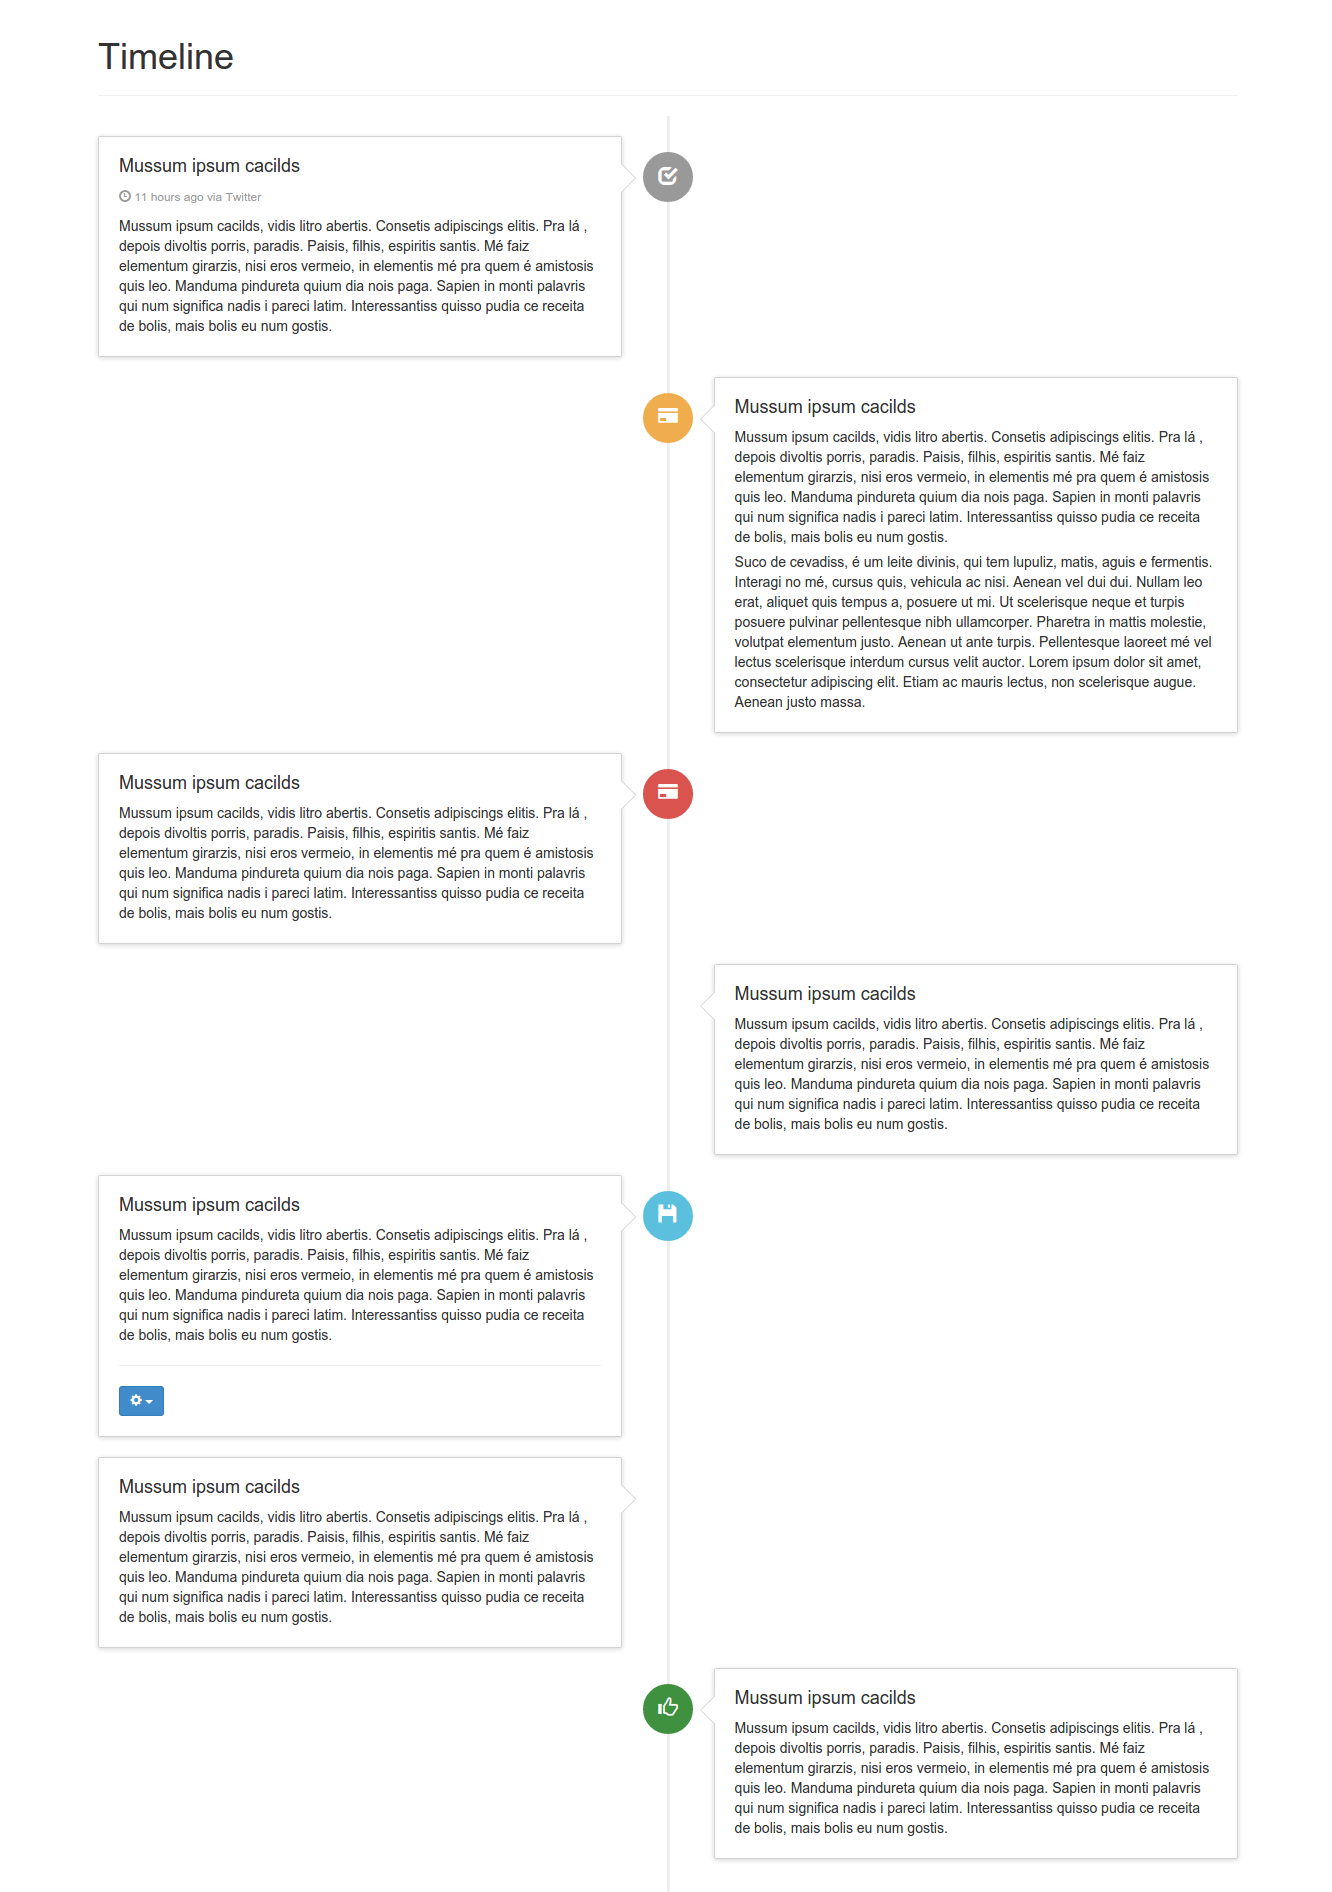 Timeline
Mussum ipsum cacilds
11 hours ago via Twitter
Mussum ipsum cacilds, vidis litro abertis. Consetis adipiscings elitis. Pra lá ,
depois divoltis porris, paradis. Paisis, filhis, espiritis santis. Mé faiz
elementum girarzis, nisi eros vermeio, in elementis mé pra quem é amistosis
quis leo. Manduma pindureta quium dia nois paga. Sapien in monti palavris
qui num significa nadis i pareci latim. Interessantiss quisso pudia ce receita
de bolis, mais bolis eu num gostis.
Mussum ipsum cacilds
Mussum ipsum cacilds, vidis litro abertis. Consetis adipiscings elitis. Pra lá ,
depois divoltis porris, paradis. Paisis, filhis, espiritis santis. Mé faiz
elementum girarzis, nisi eros vermeio, in elementis mé pra quem é amistosis
quis leo. Manduma pindureta quium dia nois paga. Sapien in monti palavris
qui num significa nadis i pareci latim. Interessantiss quisso pudia ce receita
de bolis, mais bolis eu num gostis.
Suco de cevadiss, é um leite divinis, qui tem lupuliz, matis, aguis e fermentis.
Interagi no mé, cursus quis, vehicula ac nisi. Aenean vel dui dui. Nullam leo
erat, aliquet quis tempus a, posuere ut mi. Ut scelerisque neque et turpis
posuere pulvinar pellentesque nibh ullamcorper. Pharetra in mattis molestie,
volutpat elementum justo. Aenean ut ante turpis. Pellentesque laoreet mé vel
lectus scelerisque interdum cursus velit auctor. Lorem ipsum dolor sit amet,
consectetur adipiscing elit. Etiam ac mauris lectus, non scelerisque augue.
Aenean justo massa.
Mussum ipsum cacilds
Mussum ipsum cacilds, vidis litro abertis. Consetis adipiscings elitis. Pra lá ,
depois divoltis porris, paradis. Paisis, filhis, espiritis santis. Mé faiz
elementum girarzis, nisi eros vermeio, in elementis mé pra quem é amistosis
quis leo. Manduma pindureta quium dia nois paga. Sapien in monti palavris
qui num significa nadis i pareci latim. Interessantiss quisso pudia ce receita
de bolis, mais bolis eu num gostis.
Mussum ipsum cacilds
Mussum ipsum cacilds, vidis litro abertis. Consetis adipiscings elitis. Pra lá ,
depois divoltis porris, paradis. Paisis, filhis, espiritis santis. Mé faiz
elementum girarzis, nisi eros vermeio, in elementis mé pra quem é amistosis
quis leo. Manduma pindureta quium dia nois paga. Sapien in monti palavris
qui num significa nadis i pareci latim. Interessantiss quisso pudia ce receita
de bolis, mais bolis eu num gostis.
Mussum ipsum cacilds
Mussum ipsum cacilds, vidis litro abertis. Consetis adipiscings elitis. Pra lá ,
depois divoltis porris, paradis. Paisis, filhis, espiritis santis. Mé faiz
elementum girarzis, nisi eros vermeio, in elementis mé pra quem é amistosis
quis leo. Manduma pindureta quium dia nois paga. Sapien in monti palavris
qui num significa nadis i pareci latim. Interessantiss quisso pudia ce receita
de bolis, mais bolis eu num gostis.
Mussum ipsum cacilds
Mussum ipsum cacilds, vidis litro abertis. Consetis adipiscings elitis. Pra lá ,
depois divoltis porris, paradis. Paisis, filhis, espiritis santis. Mé faiz
elementum girarzis, nisi eros vermeio, in elementis mé pra quem é amistosis
quis leo. Manduma pindureta quium dia nois paga. Sapien in monti palavris
qui num significa nadis i pareci latim. Interessantiss quisso pudia ce receita
de bolis, mais bolis eu num gostis.
Mussum ipsum cacilds
Mussum ipsum cacilds, vidis litro abertis. Consetis adipiscings elitis. Pra lá ,
depois divoltis porris, paradis. Paisis, filhis, espiritis santis. Mé faiz
elementum girarzis, nisi eros vermeio, in elementis mé pra quem é amistosis
quis leo. Manduma pindureta quium dia nois paga. Sapien in monti palavris
qui num significa nadis i pareci latim. Interessantiss quisso pudia ce receita
de bolis, mais bolis eu num gostis.